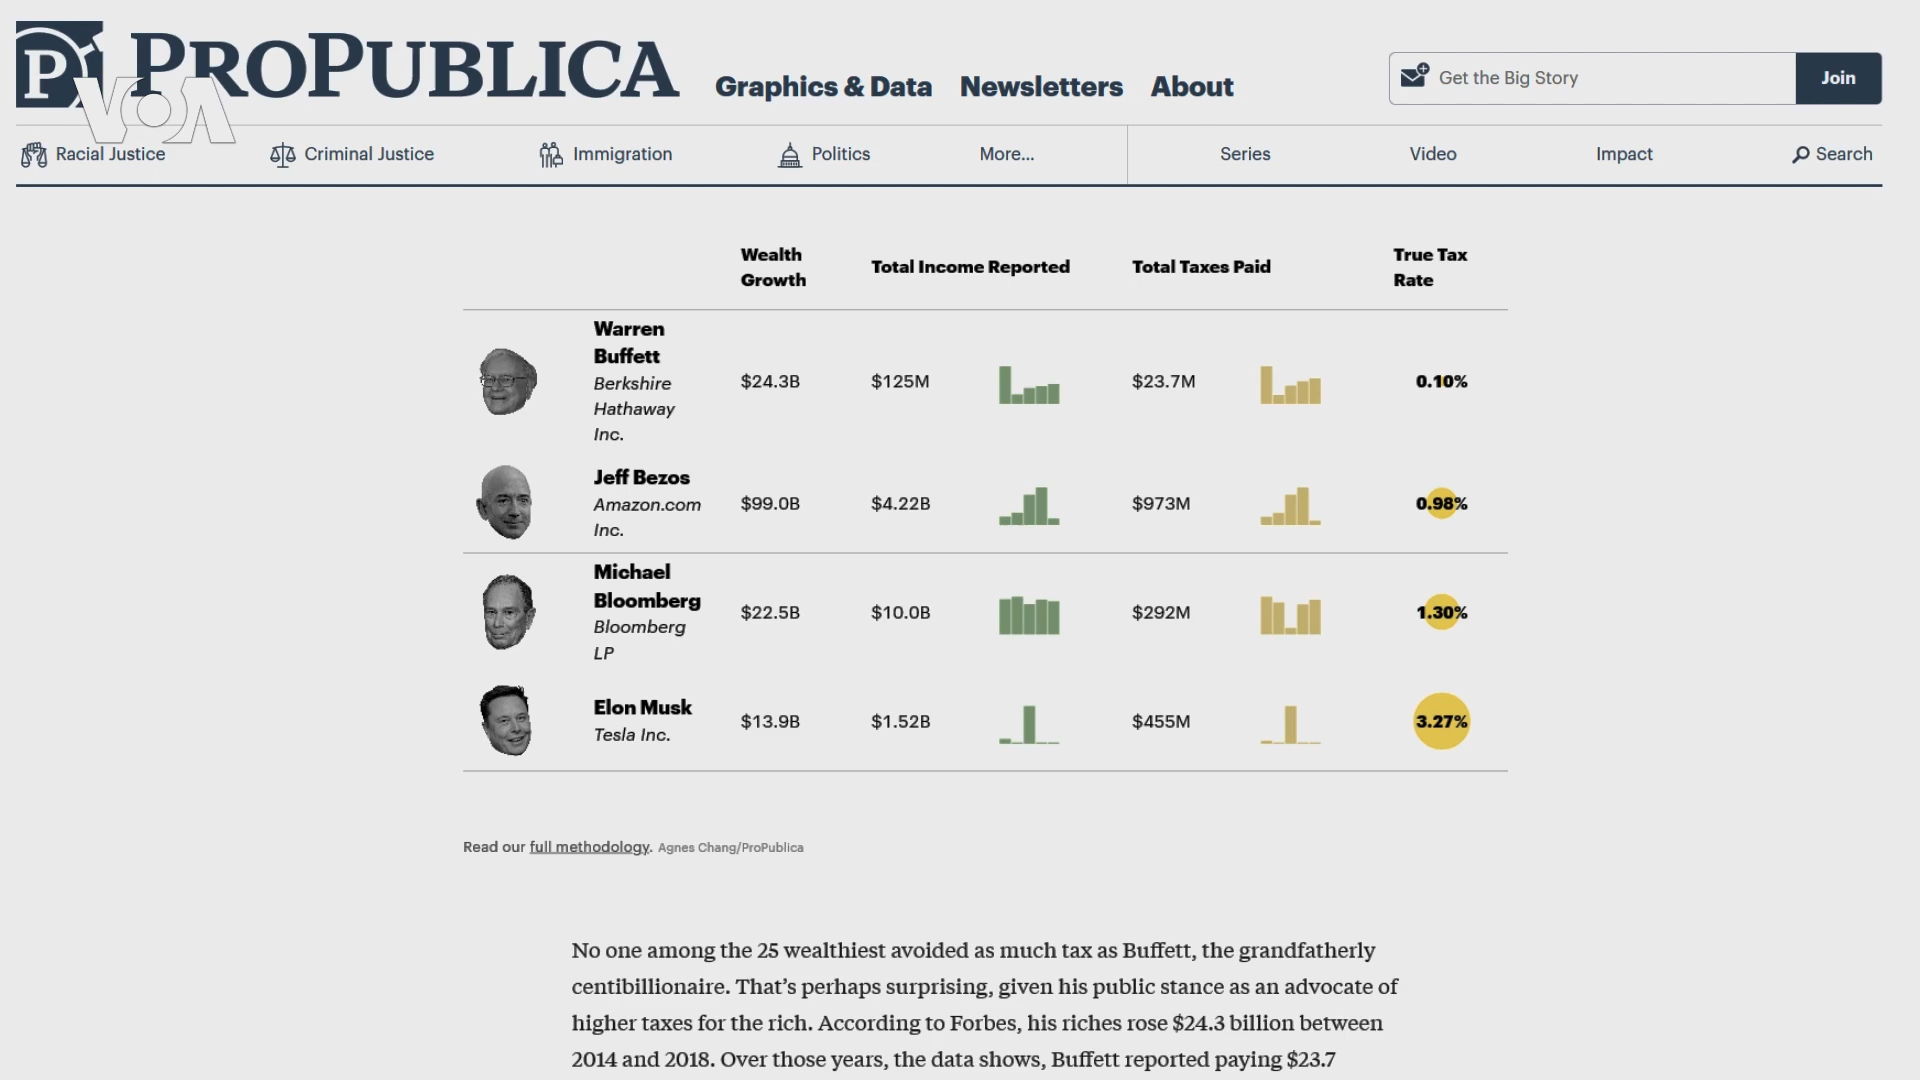 PROPUBLICA
VOA
Graphics & Data Newsletters About
Get the Big Story Join
Racial Justice Criminal Justice Immigration Politics More... Series Video Impact Search
Wealth Growth Total Income Reported Total Taxes Paid True Tax Rate
Warren
Buffett
Berkshire
Hathaway
Inc.
$24.3B $125M $23.7M 0.10%
Jeff Bezos
Amazon.com
Inc.
$99.0B $4.22B $973M 0.98%
Michael
Bloomberg
Bloomberg
LP
$22.5B $10.0B $292M 1.30%
Elon Musk
Tesla Inc.
$13.9B $1.52B $455M 3.27%
Read our full methodology. Agnes Chang/ProPublica
No one among the 25 wealthiest avoided as much tax as Buffett, the grandfatherly
centibillionaire. That’s perhaps surprising, given his public stance as an advocate of
higher taxes for the rich. According to Forbes, his riches rose $24.3 billion between
2014 and 2018. Over those years, the data shows, Buffett reported paying $23.7